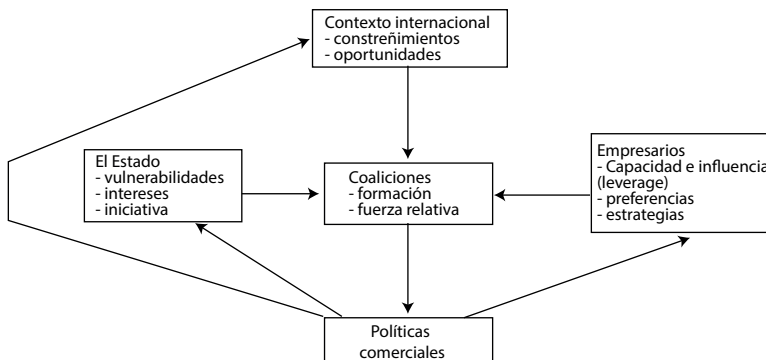 Contexto internacional
- constreñimientos
- oportunidades
El Estado
- vulnerabilidades
- intereses
- iniciativa
Coaliciones
- formación
- fuerza relativa
Empresarios
- Capacidad e influencia
(leverage)
- preferencias
- estrategias
Políticas
comerciales